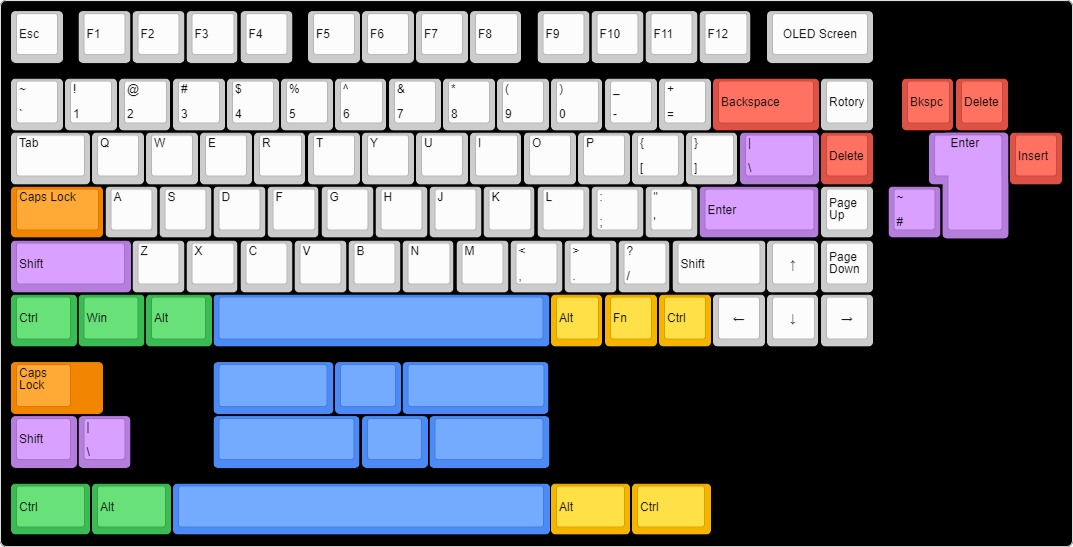 Esc F1 F2 F3 F4 F5 F6 F7 F8 F9 F10 F11 F12 OLED Screen
~ ! @ # $ % ^ & * ( ) _ +
` 1 2 3 4 5 6 7 8 9 0 - = Backspace Rotory Bkspc Delete
Tab Q W E R T Y U I O P { } | Enter
[ ] \ Delete Insert
Caps Lock A S D F G H J K L : " Enter Page Up ~
; ' #
Shift Z X C V B N M < > ? Shift ↑ Page Down
, . /
Ctrl Win Alt Alt Fn Ctrl ← ↓ →
Caps
Lock
Shift | 
\
Ctrl Alt Alt Ctrl